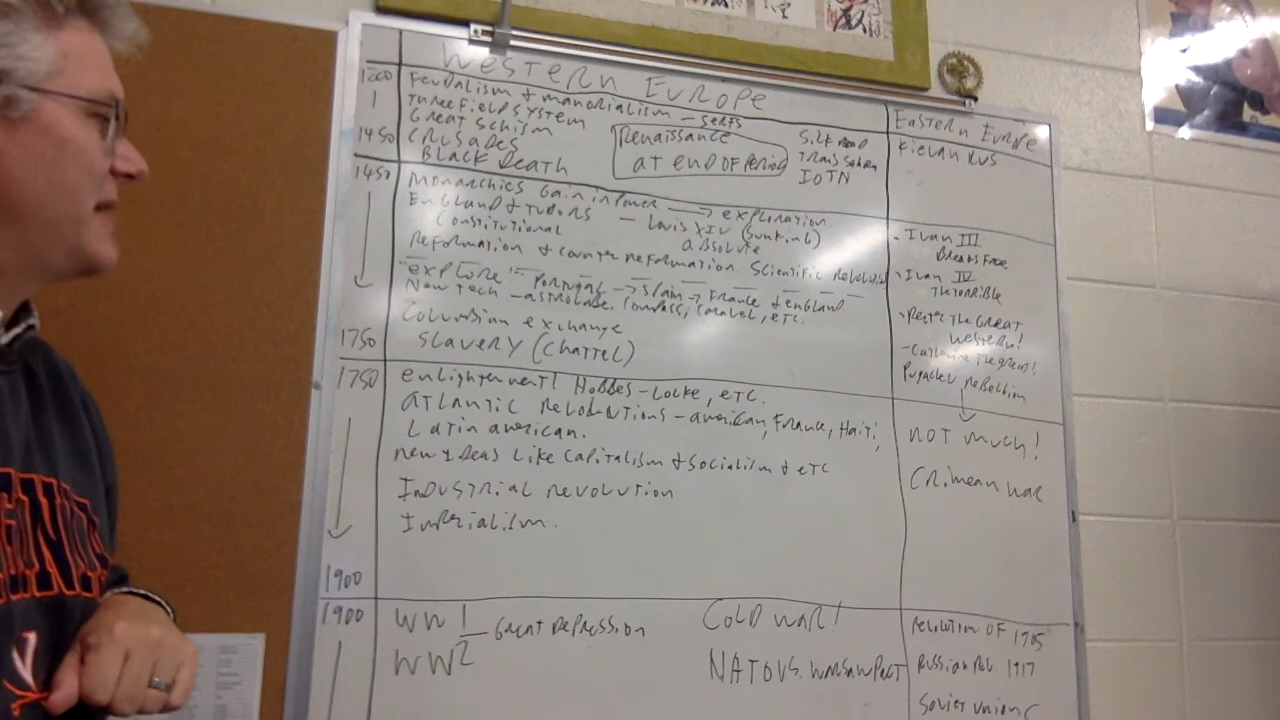 Western Europe
Eastern Europe
1200
1
1450
Feudalism & manorialism - serfs
Three Field System
Great Schism
Crusades
Black Death
Renaissance
at end of period
Silk Road
Trans Saharan
IOTN
Kievan Rus
1450
1750
Monarchies Gain in Power → exploration
England & Tudors - Louis XIV (Sun King)
Constitutional
absolute
Reformation & Counter Reformation. Scientific Revolution
"explore" Portugal → Spain → France & England
New Tech - astrolabe, compass, caravel, etc.
Columbian exchange
Slavery (Chattel)
Ivan III
Breaks Free
Ivan IV
The Terrible
Peter The Great
Western!
- Catherine the great!
Pugachev Rebellion
1750
1900
enlightenment Hobbes - Locke, etc.
Atlantic Revolutions - american, France, Haiti,
Latin american.
new Ideas Like Capitalism & Socialism & etc
Industrial revolution
Imperialism.
NOT much!
Crimean War
1900
WW 1
- Great Depression
WW2
Cold War!
NATO vs. Warsaw Pact
Revolution of 1905
Russian Rev. 1917
Soviet Union